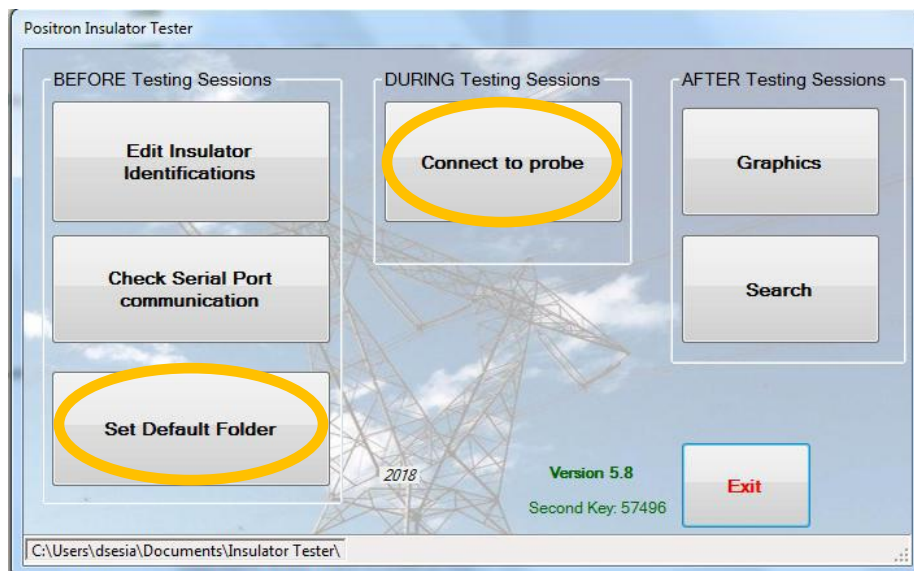 Positron Insulator Tester
BEFORE Testing Sessions
Edit Insulator
Identifications
Check Serial Port
communication
Set Default Folder
DURING Testing Sessions
Connect to probe
AFTER Testing Sessions
Graphics
Search
2018
Version 5.8
Second Key: 57496
Exit
C:\Users\dsesia\Documents\Insulator Tester\